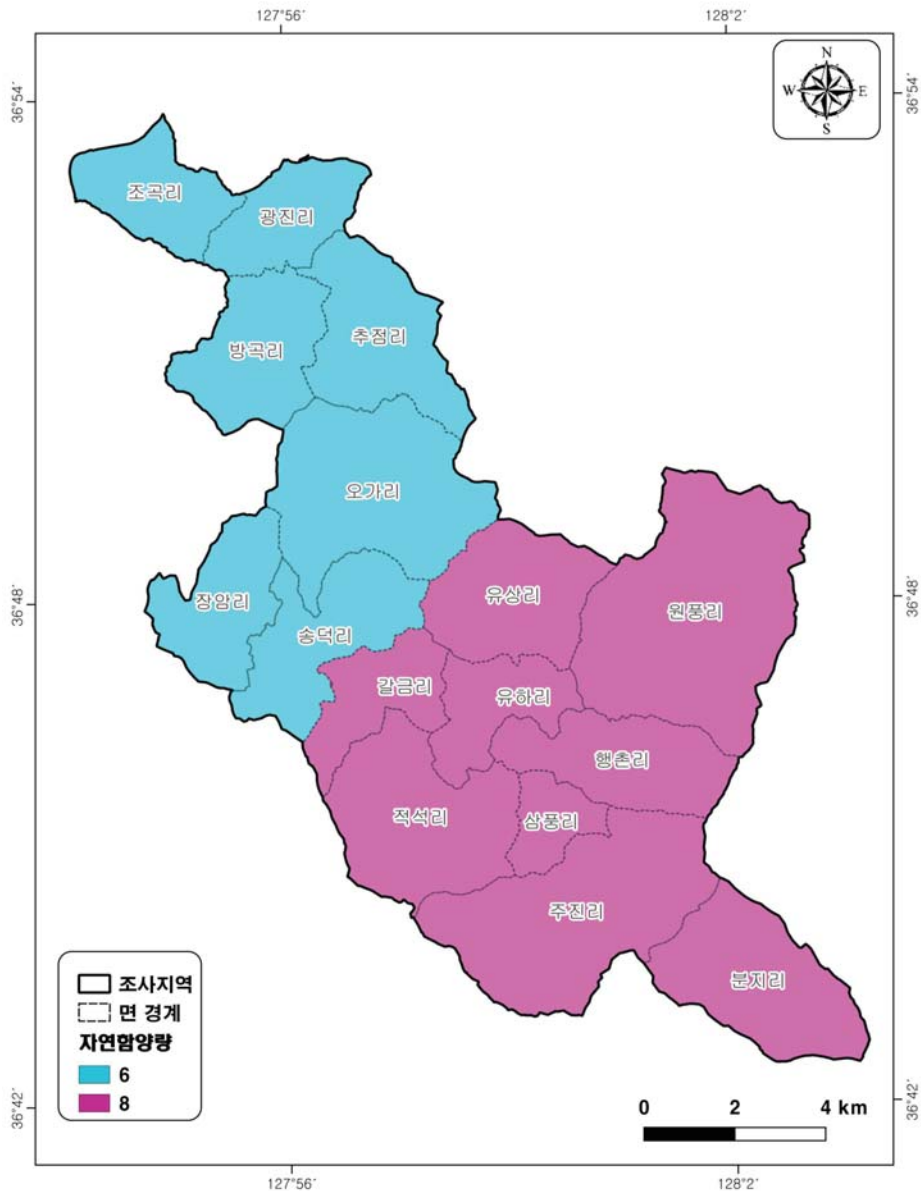 127°56´ 128°2´
N
W E
S
36°54´ 36°54´
조곡리
광진리
추점리
방곡리
오가리
유상리
장암리
36°48´ 36°48´
원풍리
송덕리
갈금리
유하리
행촌리
적석리
삼풍리
주진리
분지리
조사지역
면 경계
자연함양량
6
8
0 2 4 km
36°42´ 36°42´
127°56´ 128°2´